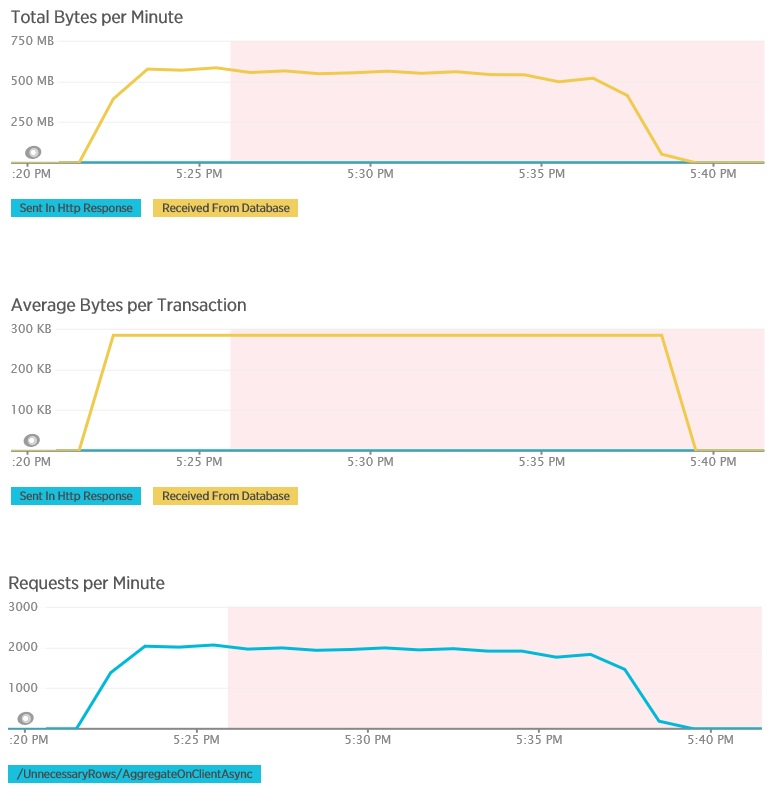 Total Bytes per Minute
750 MB
500 MB
250 MB
:20 PM 5:25 PM 5:30 PM 5:35 PM 5:40 PM
Sent In Http Response Received From Database
Average Bytes per Transaction
300 KB
200 KB
100 KB
:20 PM 5:25 PM 5:30 PM 5:35 PM 5:40 PM
Sent In Http Response Received From Database
Requests per Minute
3000
2000
1000
:20 PM 5:25 PM 5:30 PM 5:35 PM 5:40 PM
/UnnecessaryRows/AggregateOnClientAsync